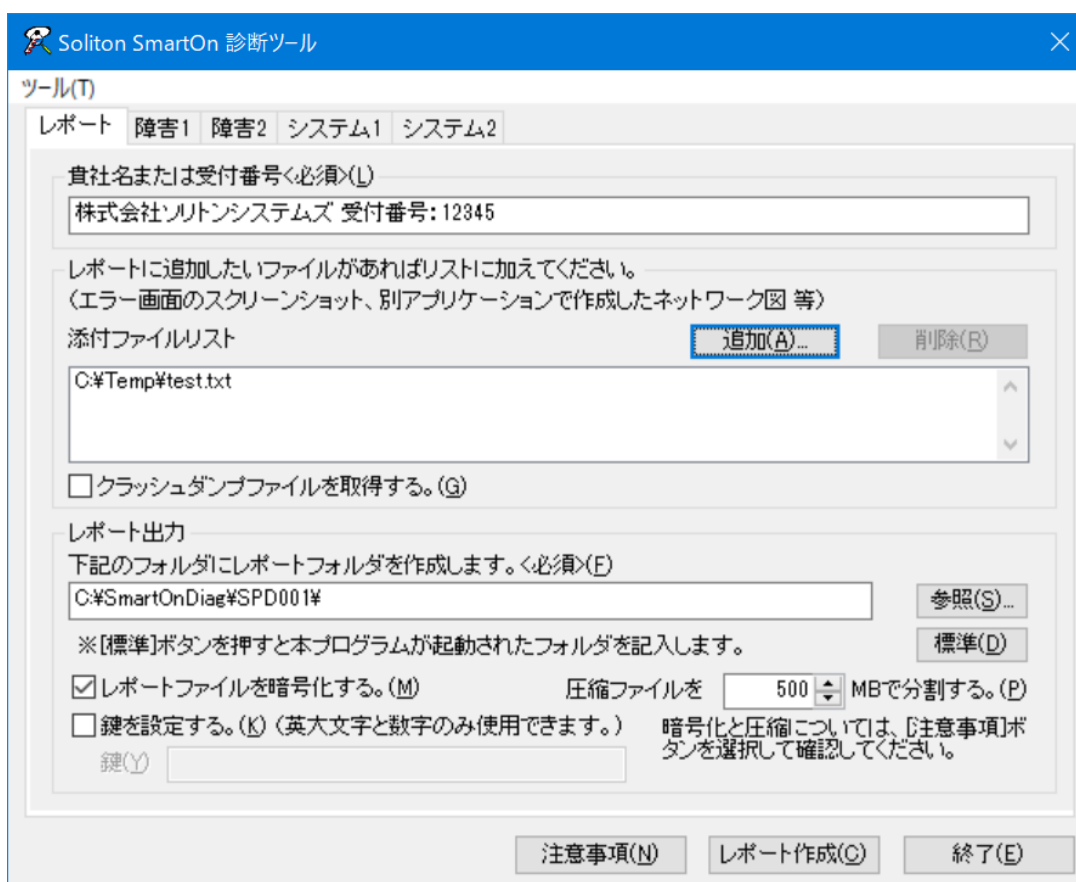 Soliton SmartOn 診断ツール
ツール(T)
レポート 障害1 障害2 システム1 システム2
貴社名または受付番号<必須>(L)
株式会社ソリトンシステムズ 受付番号: 12345
レポートに追加したいファイルがあればリストに加えてください。
(エラー画面のスクリーンショット、別アプリケーションで作成したネットワーク図 等)
添付ファイルリスト 追加(A)... 削除(R)
C:¥Temp¥test.txt
クラッシュダンプファイルを取得する。(G)
レポート出力
下記のフォルダにレポートフォルダを作成します。<必須>(F)
C:¥SmartOnDiag¥SPD001¥ 参照(S)...
※[標準]ボタンを押すと本プログラムが起動されたフォルダを記入します。 標準(D)
レポートファイルを暗号化する。(M) 圧縮ファイルを 500 MBで分割する。(P)
鍵を設定する。(K) (英大文字と数字のみ使用できます。) 暗号化と圧縮については、[注意事項]ボ
タンを選択して確認してください。
鍵(Y)
注意事項(N) レポート作成(C) 終了(E)